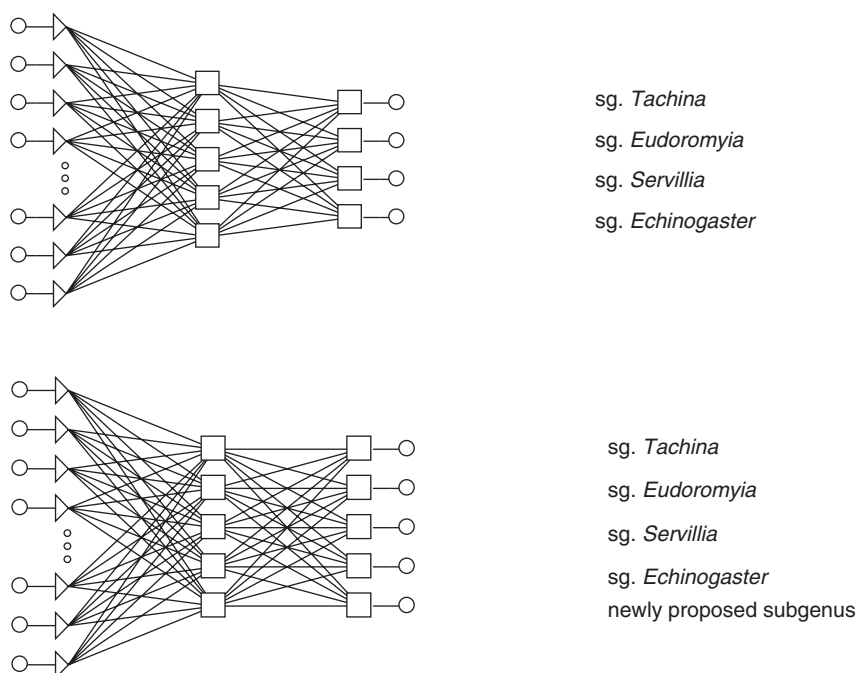 sg. Tachina
sg. Eudoromyia
sg. Servillia
sg. Echinogaster
sg. Tachina
sg. Eudoromyia
sg. Servillia
sg. Echinogaster
newly proposed subgenus